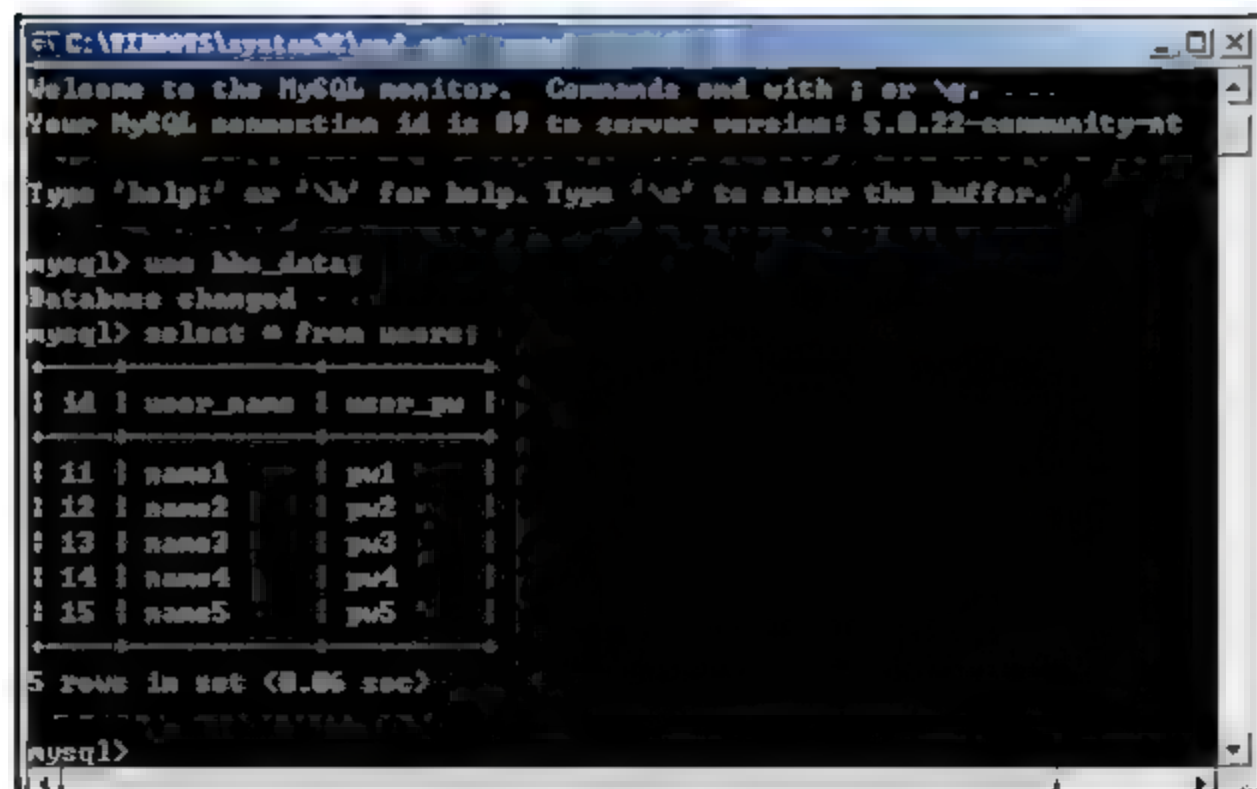 C:\WINNTS\system32\
Welcome to the MySQL monitor.  Commands end with ; or \g.
Your MySQL connection id is 89 to server version: 5.0.22-community-nt
Type 'help;' or '\h' for help. Type '\c' to clear the buffer.
mysql> use bbs_data;
Database changed
mysql> select * from users;
| id | user_name | user_pw |
| 11 | name1 | pw1 |
| 12 | name2 | pw2 |
| 13 | name3 | pw3 |
| 14 | name4 | pw4 |
| 15 | name5 | pw5 |
5 rows in set (0.06 sec)
mysql>